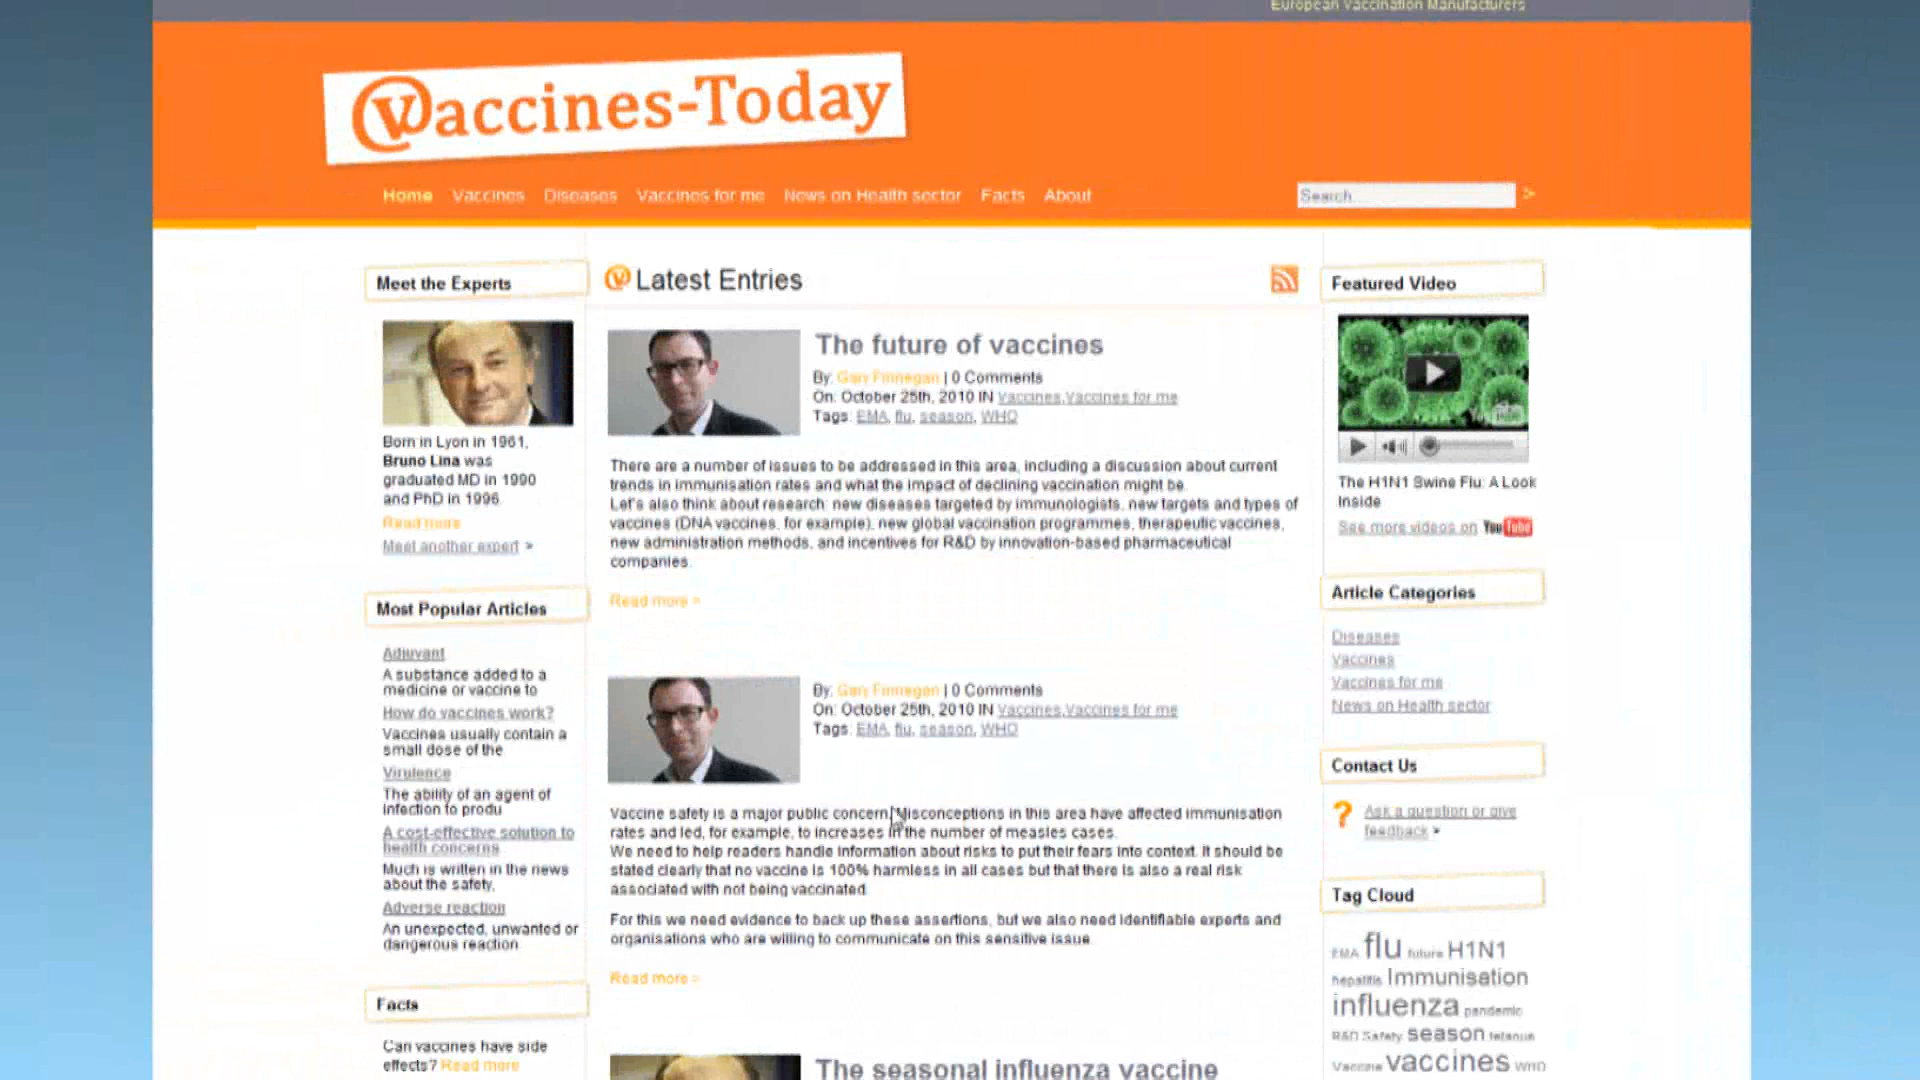 European Vaccination Manufacturers
@vaccines-Today
Home Vaccines Diseases Vaccines for me News on Health sector Facts About
Search >
Meet the Experts
Born in Lyon in 1961,
Bruno Lina was
graduated MD in 1990
and PhD in 1996.
Read more
Meet another expert »
Most Popular Articles
Adjuvant
A substance added to a
medicine or vaccine to
How do vaccines work?
Vaccines usually contain a
small dose of the
Virulence
The ability of an agent of
infection to produ
A cost-effective solution to
health concerns
Much is written in the news
about the safety,
Adverse reaction
An unexpected, unwanted or
dangerous reaction
Facts
Can vaccines have side
effects? Read more
Latest Entries
The future of vaccines
By: Gary Finnegan | 0 Comments
On: October 25th, 2010 IN Vaccines,Vaccines for me
Tags: EMA, flu, season, WHO
There are a number of issues to be addressed in this area, including a discussion about current
trends in immunisation rates and what the impact of declining vaccination might be.
Let's also think about research: new diseases targeted by immunologists, new targets and types of
vaccines (DNA vaccines, for example), new global vaccination programmes, therapeutic vaccines,
new administration methods, and incentives for R&D by innovation-based pharmaceutical
companies.
Read more »
By: Gary Finnegan | 0 Comments
On: October 25th, 2010 IN Vaccines,Vaccines for me
Tags: EMA, flu, season, WHO
Vaccine safety is a major public concern. Misconceptions in this area have affected immunisation
rates and led, for example, to increases in the number of measles cases.
We need to help readers handle information about risks to put their fears into context. It should be
stated clearly that no vaccine is 100% harmless in all cases but that there is also a real risk
associated with not being vaccinated.
For this we need evidence to back up these assertions, but we also need identifiable experts and
organisations who are willing to communicate on this sensitive issue.
Read more »
The seasonal influenza vaccine
Featured Video
The H1N1 Swine Flu: A Look
Inside
See more videos on YouTube
Article Categories
Diseases
Vaccines
Vaccines for me
News on Health sector
Contact Us
? Ask a question or give
feedback »
Tag Cloud
EMA flu future H1N1
hepatitis Immunisation
influenza pandemic
R&D Safety season tetanus
Vaccine vaccines WHO